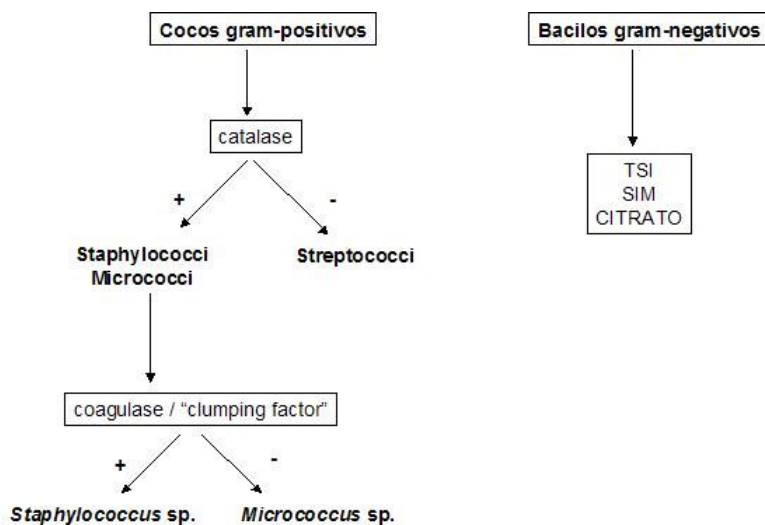 Cocos gram-positivos
Bacilos gram-negativos
catalase
TSI
SIM
CITRATO
+
-
Staphylococci
Micrococci
Streptococci
coagulase / “clumping factor”
+
-
Staphylococcus sp.
Micrococcus sp.